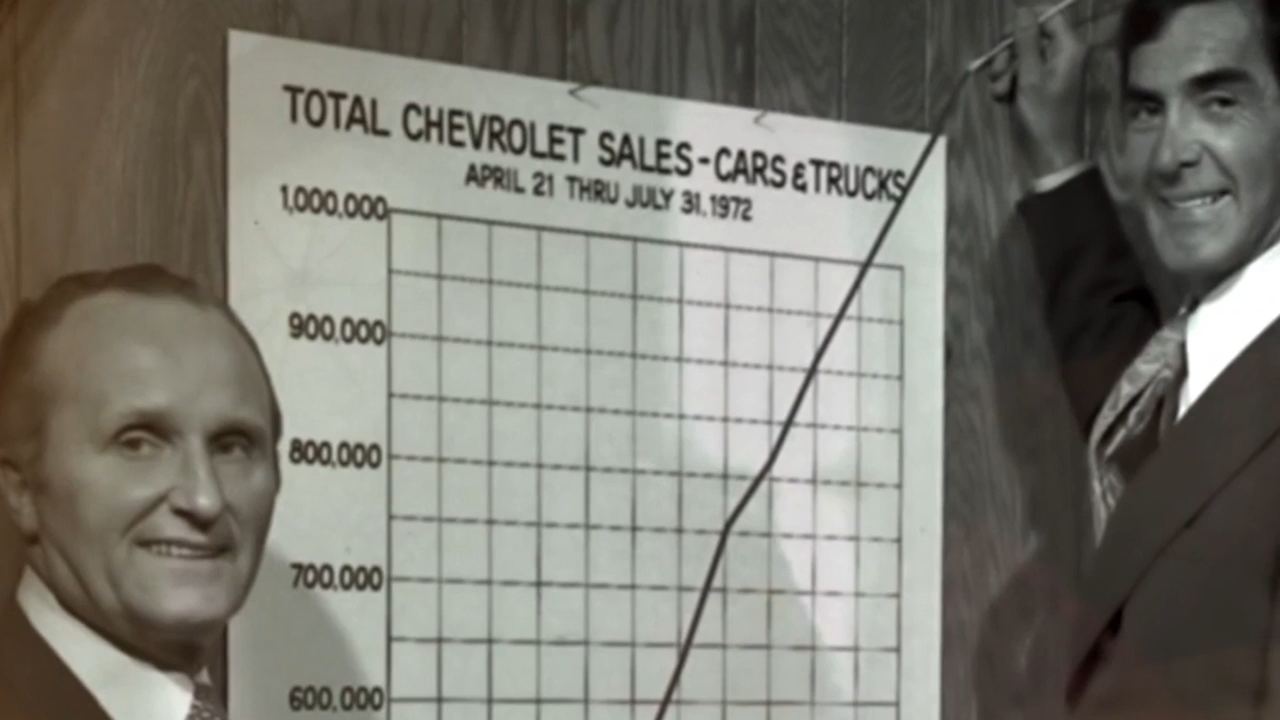 TOTAL CHEVROLET SALES-CARS & TRUCKS
APRIL 21 THRU JULY 31, 1972
1,000,000
900,000
800,000
700,000
600,000